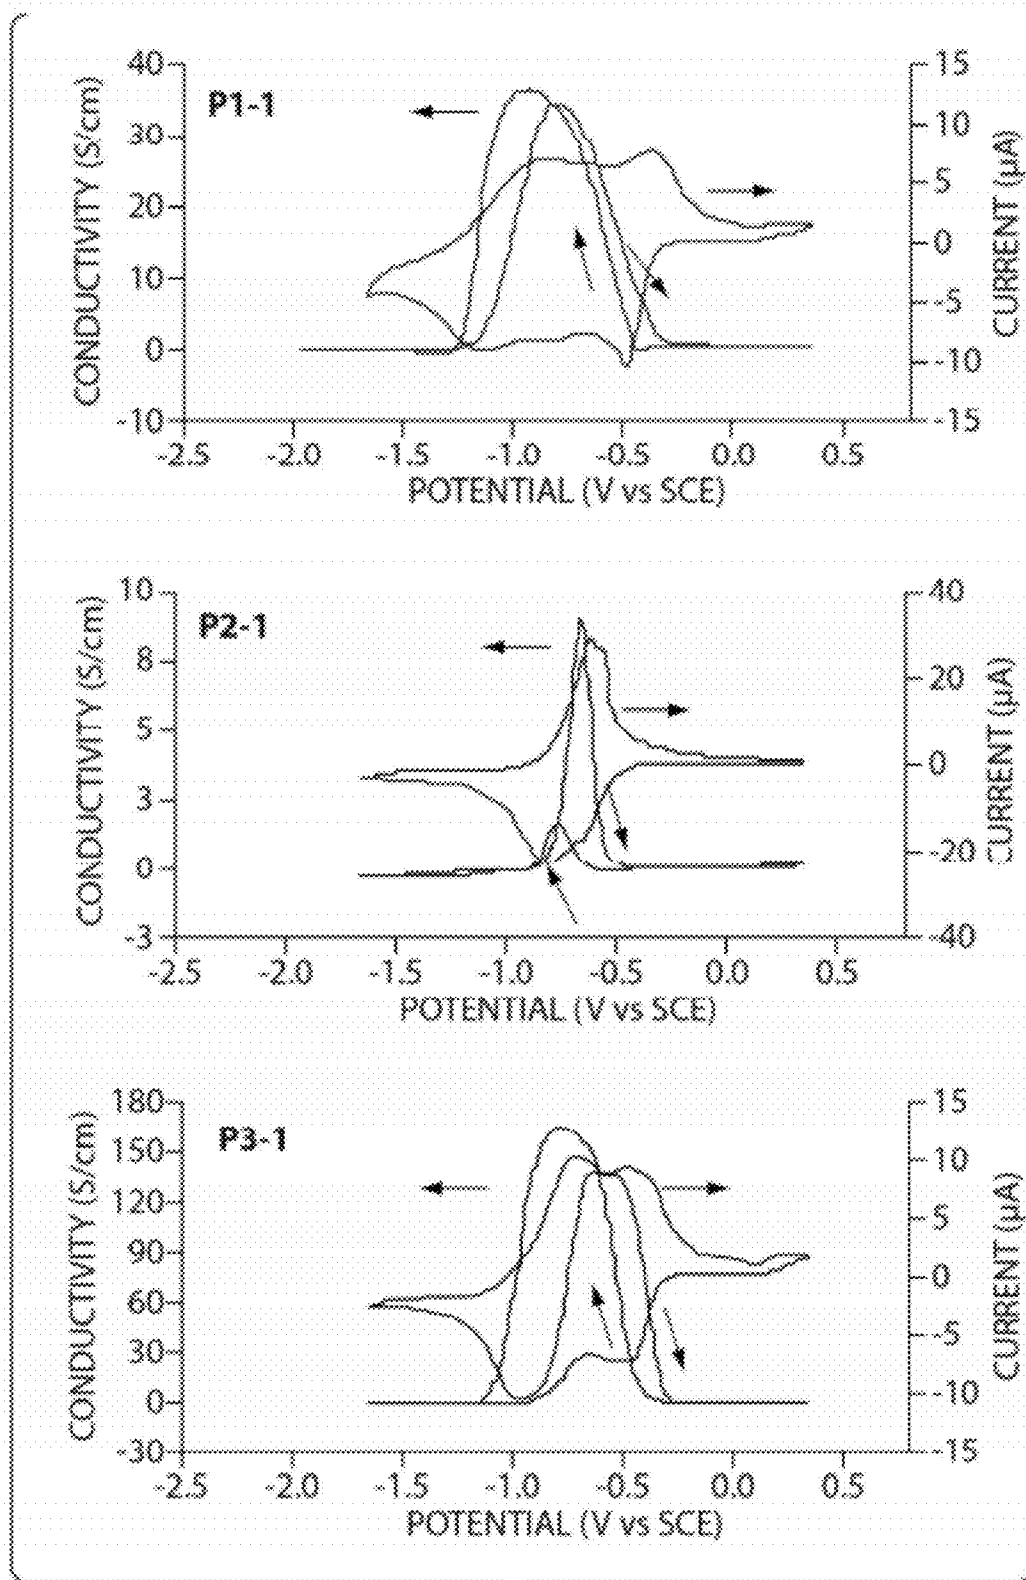 P1-1
CONDUCTIVITY (S/cm)
40
30
20
10
0
-10
15
10
5
0
-5
-10
-15
CURRENT (µA)
-2.5 -2.0 -1.5 -1.0 -0.5 0.0 0.5
POTENTIAL (V vs SCE)
P2-1
CONDUCTIVITY (S/cm)
10
8
5
3
0
-3
40
20
0
-20
-40
CURRENT (µA)
-2.5 -2.0 -1.5 -1.0 -0.5 0.0 0.5
POTENTIAL (V vs SCE)
P3-1
CONDUCTIVITY (S/cm)
180
150
120
90
60
30
0
-30
15
10
5
0
-5
-10
-15
CURRENT (µA)
-2.5 -2.0 -1.5 -1.0 -0.5 0.0 0.5
POTENTIAL (V vs SCE)